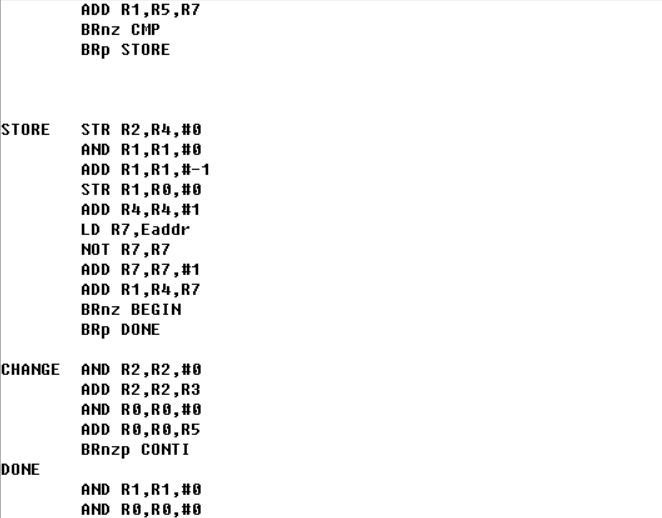 ADD R1,R5,R7
BRnz CMP
BRp STORE
STORE STR R2,R4,#0
AND R1,R1,#0
ADD R1,R1,#-1
STR R1,R0,#0
ADD R4,R4,#1
LD R7,Eaddr
NOT R7,R7
ADD R7,R7,#1
ADD R1,R4,R7
BRnz BEGIN
BRp DONE
CHANGE AND R2,R2,#0
ADD R2,R2,R3
AND R0,R0,#0
ADD R0,R0,R5
BRnzp CONTI
DONE
AND R1,R1,#0
AND R0,R0,#0